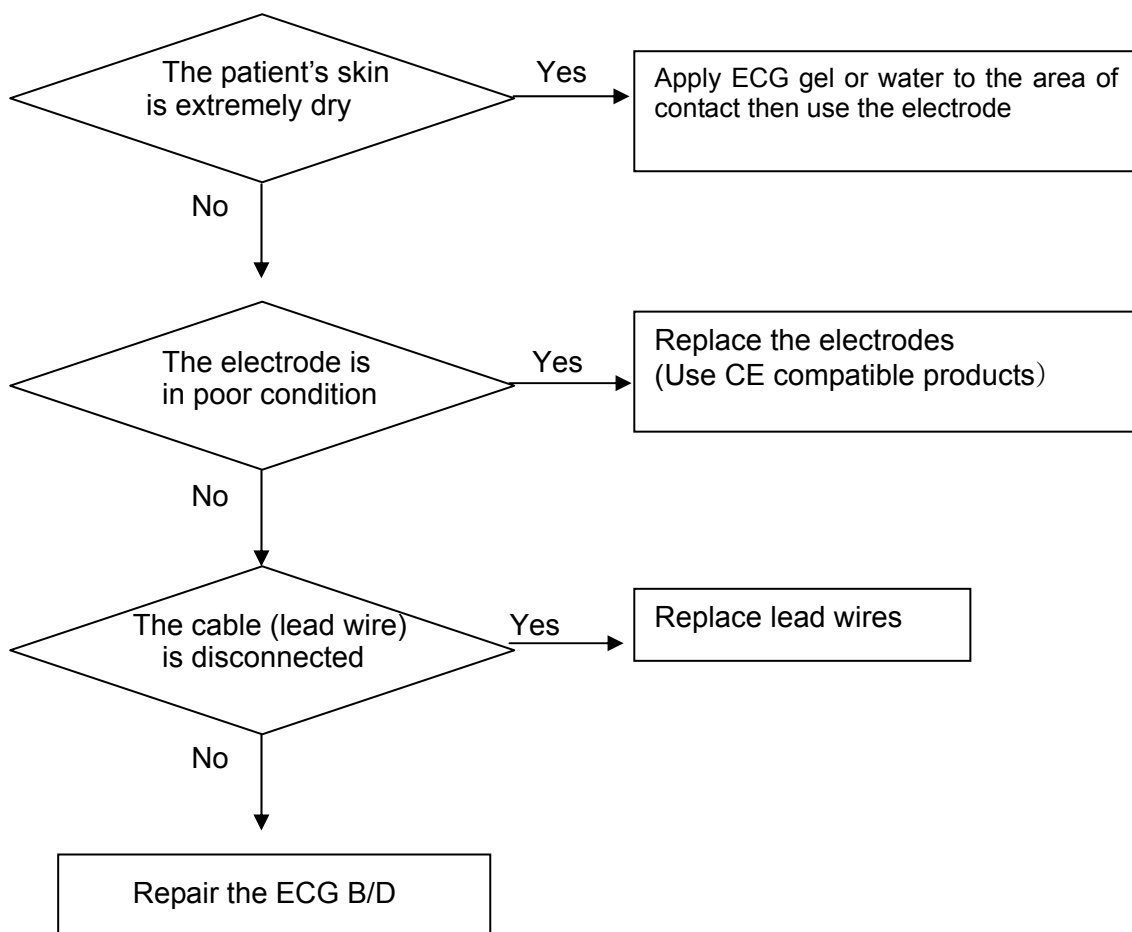 The patient’s skin
is extremely dry
Yes
Apply ECG gel or water to the area of
contact then use the electrode
No
The electrode is
in poor condition
Yes
Replace the electrodes
(Use CE compatible products）
No
The cable (lead wire)
is disconnected
Yes
Replace lead wires
No
Repair the ECG B/D